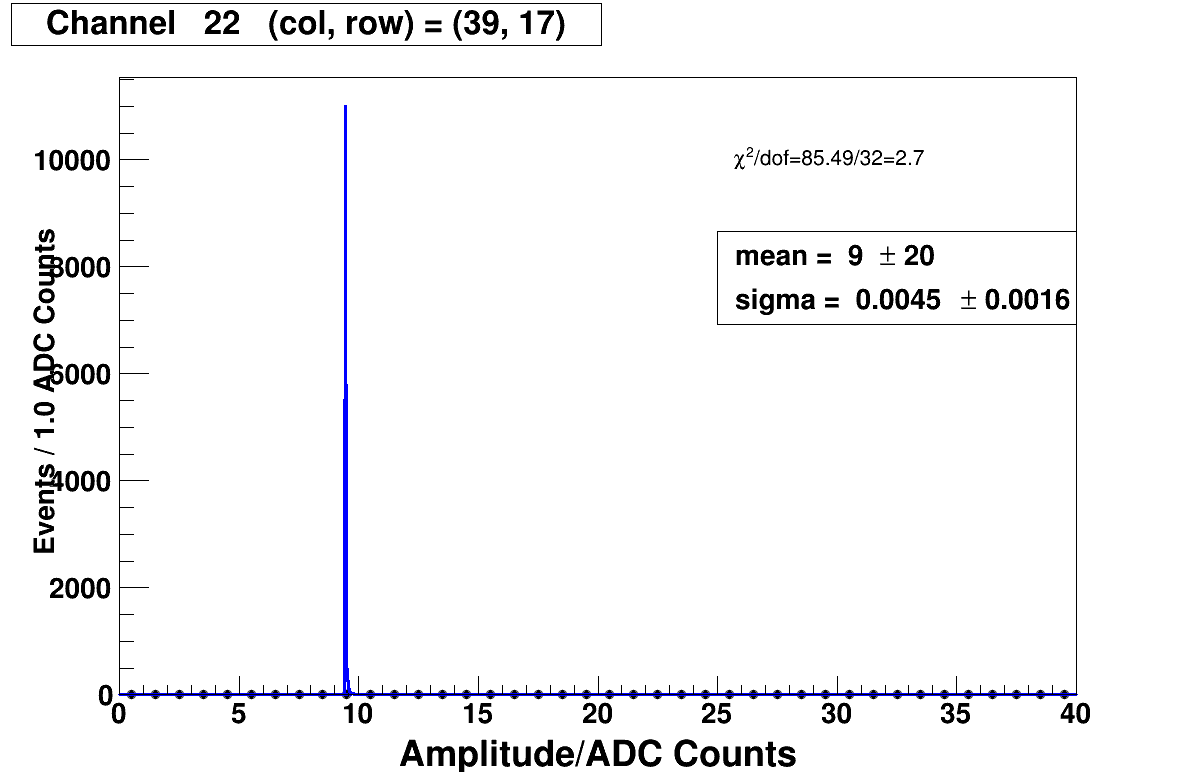 Channel 22 (col, row) = (39, 17)
χ²/dof=85.49/32=2.7
mean = 9 ± 20
sigma = 0.0045 ± 0.0016
Events / 1.0 ADC Counts
10000
8000
6000
4000
2000
0
0 5 10 15 20 25 30 35 40
Amplitude/ADC Counts